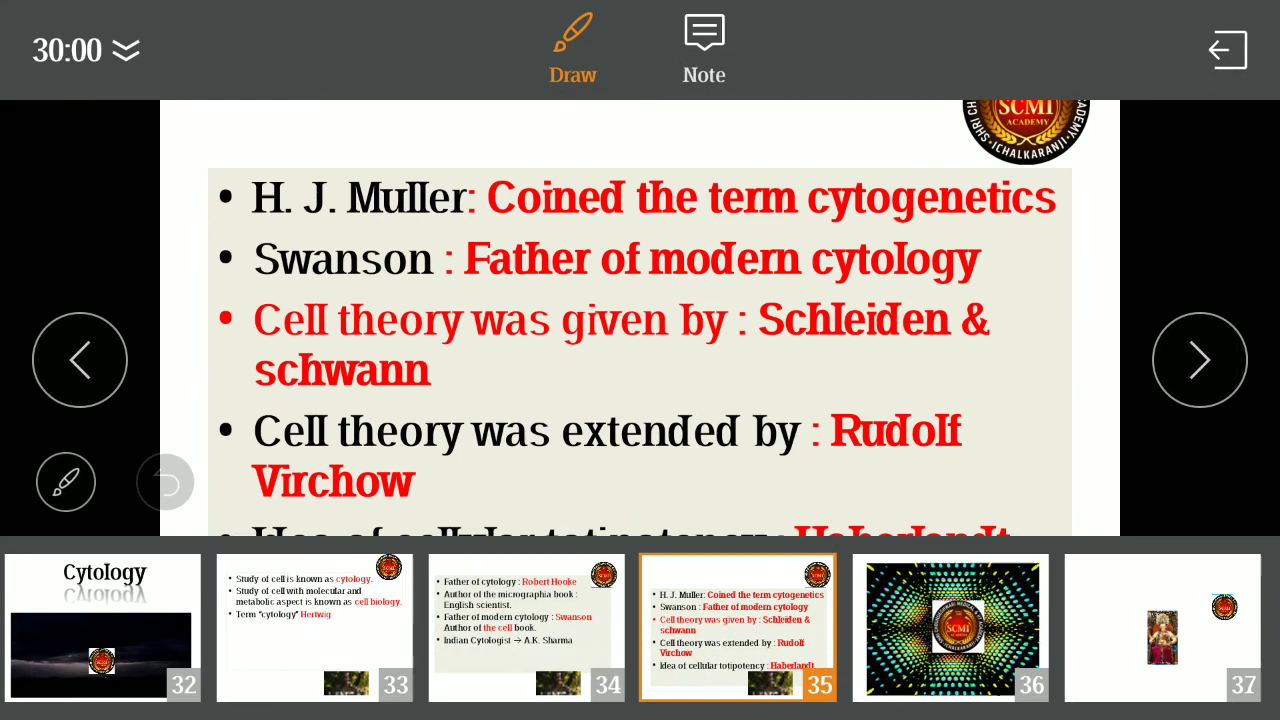 30:00
Draw
Note
SCMI
ACADEMY
ICHALKARANJI
• H. J. Muller: Coined the term cytogenetics
• Swanson : Father of modern cytology
• Cell theory was given by : Schleiden &
schwann
• Cell theory was extended by : Rudolf
Virchow
• Idea of cellular totipotency : Haberlandt
Cytology
32
• Study of cell is known as cytology.
• Study of cell with molecular and
metabolic aspect is known as cell biology.
• Term "cytology" Hertwig
33
• Father of cytology : Robert Hooke
• Author of the micrographia book :
English scientist.
• Father of modern cytology : Swanson
Author of the cell book.
• Indian Cytologist → A.K. Sharma
34
• H. J. Muller: Coined the term cytogenetics
• Swanson : Father of modern cytology
• Cell theory was given by : Schleiden &
schwann
• Cell theory was extended by : Rudolf
Virchow
• Idea of cellular totipotency : Haberlandt
35
SCMI
36
37